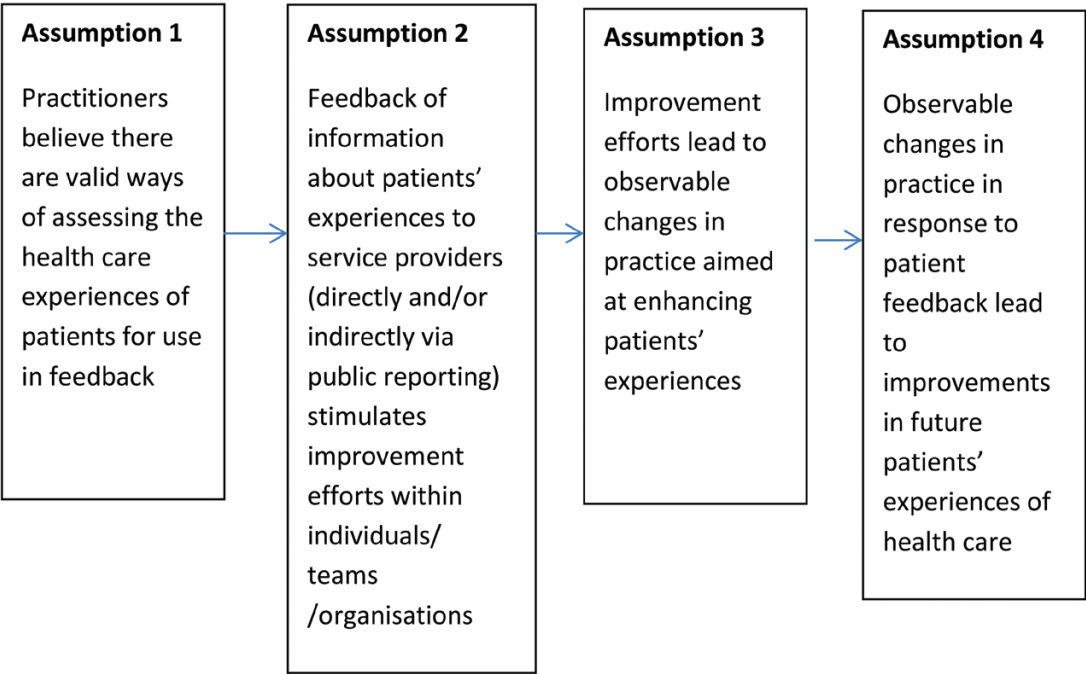 Assumption 1
Practitioners
believe there
are valid ways
of assessing the
health care
experiences of
patients for use
in feedback
Assumption 2
Feedback of
information
about patients’
experiences to
service providers
(directly and/or
indirectly via
public reporting)
stimulates
improvement
efforts within
individuals/
teams
/organisations
Assumption 3
Improvement
efforts lead to
observable
changes in
practice aimed
at enhancing
patients’
experiences
Assumption 4
Observable
changes in
practice in
response to
patient
feedback lead
to
improvements
in future
patients’
experiences of
health care